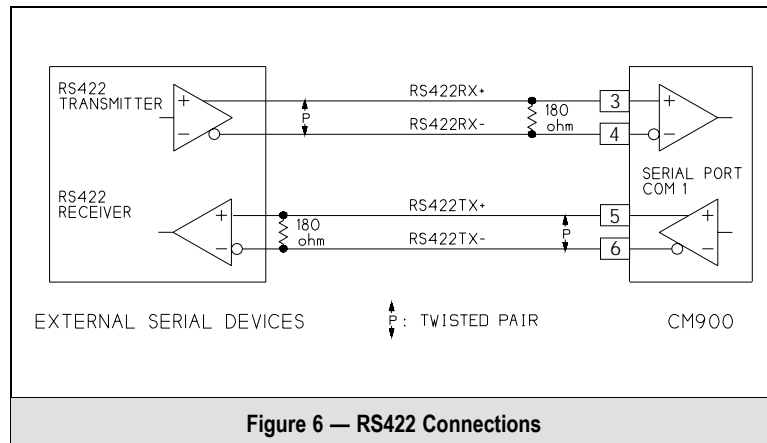 RS422
TRANSMITTER
+
−
P
RS422RX+
RS422RX-
180
ohm
3
4
+
−
SERIAL PORT
COM 1
RS422
RECEIVER
+
−
180
ohm
RS422TX+
RS422TX-
P
5
6
+
−
EXTERNAL SERIAL DEVICES
P : TWISTED PAIR
CM900
Figure 6 — RS422 Connections